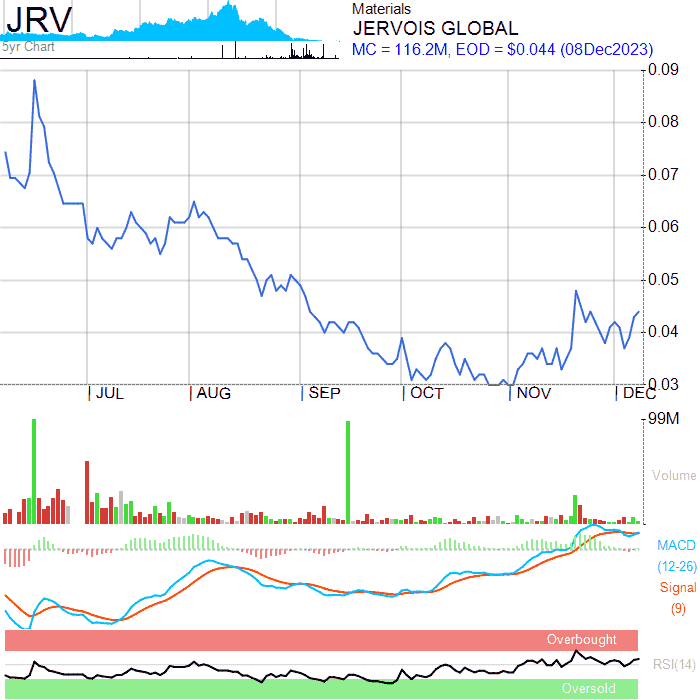 JRV
5yr Chart
Materials
JERVOIS GLOBAL
MC = 116.2M, EOD = $0.044 (08Dec2023)
0.09
0.08
0.07
0.06
0.05
0.04
0.03
JUL
AUG
SEP
OCT
NOV
DEC
99M
Volume
MACD
(12-26)
Signal
(9)
Overbought
RSI(14)
Oversold